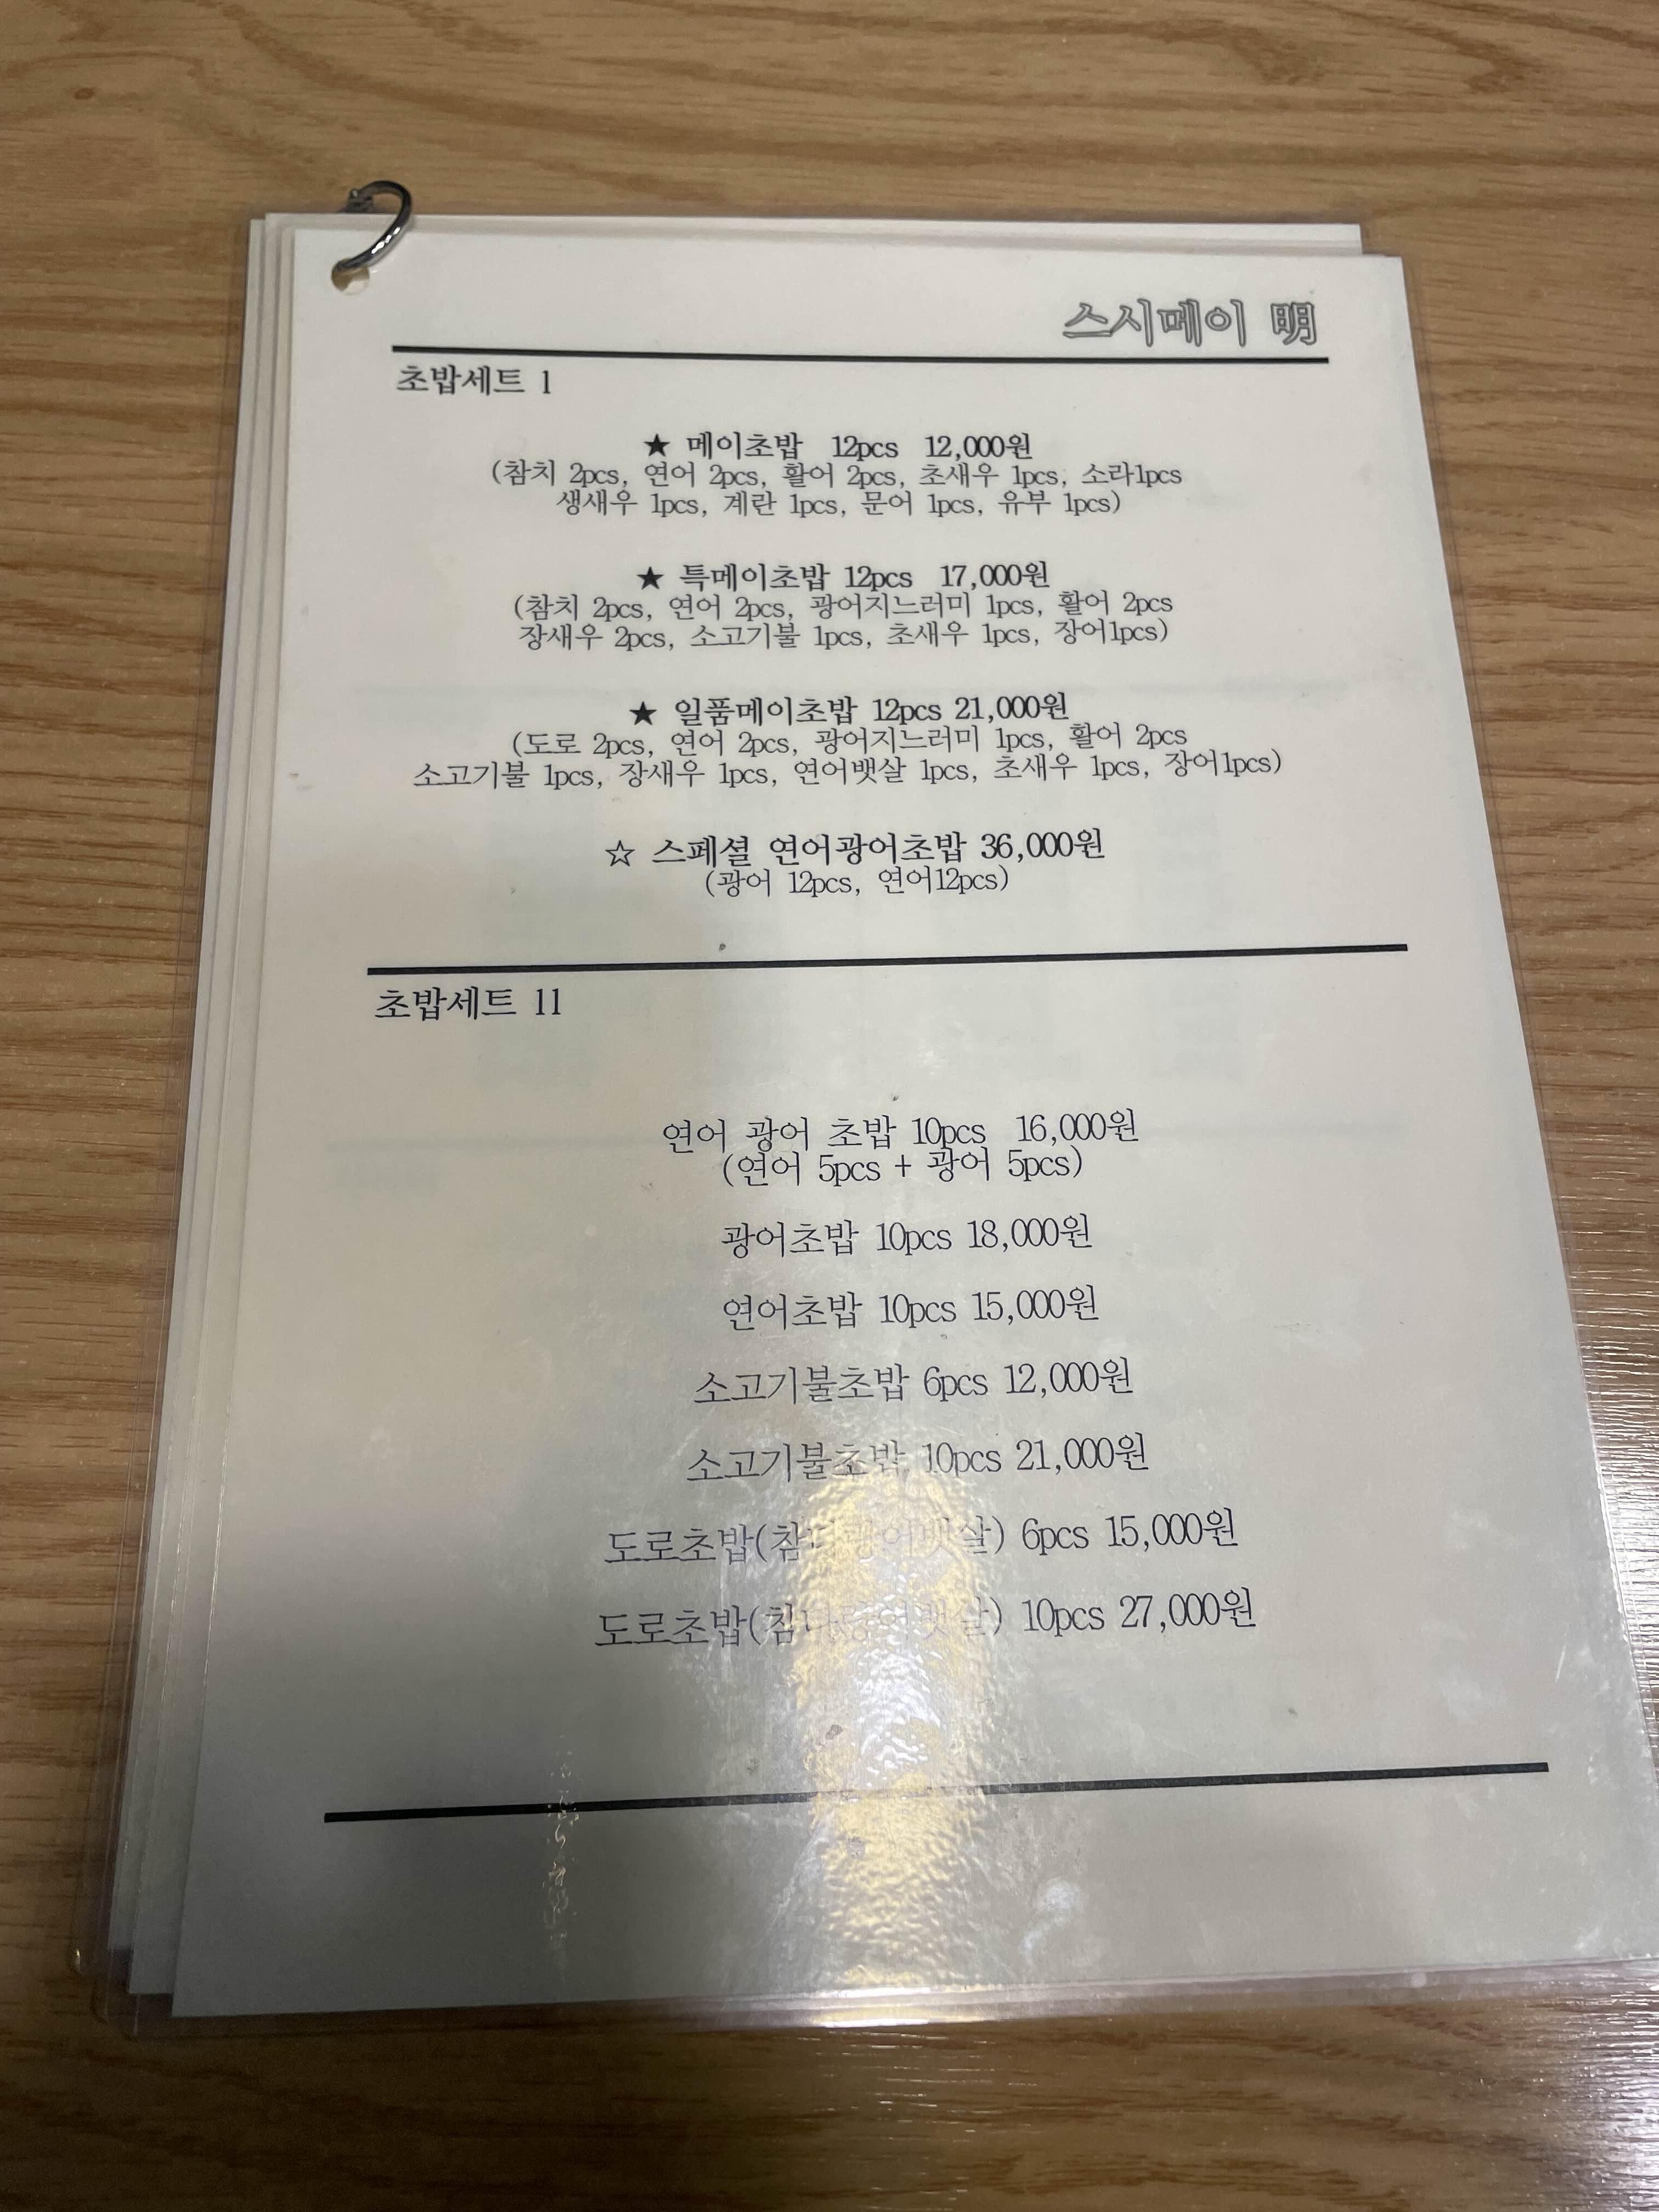 스시메이 明
초밥세트 1
★ 메이초밥 12pcs 12,000원
(참치 2pcs, 연어 2pcs, 활어 2pcs, 초새우 1pcs, 소라1pcs
생새우 1pcs, 계란 1pcs, 문어 1pcs, 유부 1pcs)
★ 특메이초밥 12pcs 17,000원
(참치 2pcs, 연어 2pcs, 광어지느러미 1pcs, 활어 2pcs
장새우 2pcs, 소고기불 1pcs, 초새우 1pcs, 장어1pcs)
★ 일품메이초밥 12pcs 21,000원
(도로 2pcs, 연어 2pcs, 광어지느러미 1pcs, 활어 2pcs
소고기불 1pcs, 장새우 1pcs, 연어뱃살 1pcs, 초새우 1pcs, 장어1pcs)
☆ 스페셜 연어광어초밥 36,000원
(광어 12pcs, 연어12pcs)
초밥세트 11
연어 광어 초밥 10pcs 16,000원
(연어 5pcs + 광어 5pcs)
광어초밥 10pcs 18,000원
연어초밥 10pcs 15,000원
소고기불초밥 6pcs 12,000원
소고기불초밥 10pcs 21,000원
도로초밥 6pcs 15,000원
도로초밥 10pcs 27,000원